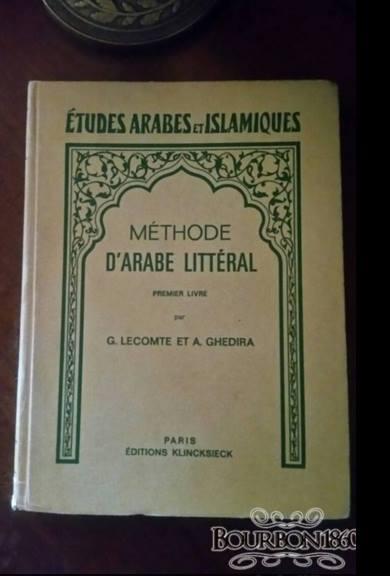 ÉTUDES ARABES ET ISLAMIQUES
MÉTHODE
D'ARABE LITTÉRAL
PREMIER LIVRE
par
G. LECOMTE ET A. GHEDIRA
PARIS
ÉDITIONS KLINCKSIECK
BOURBON1860